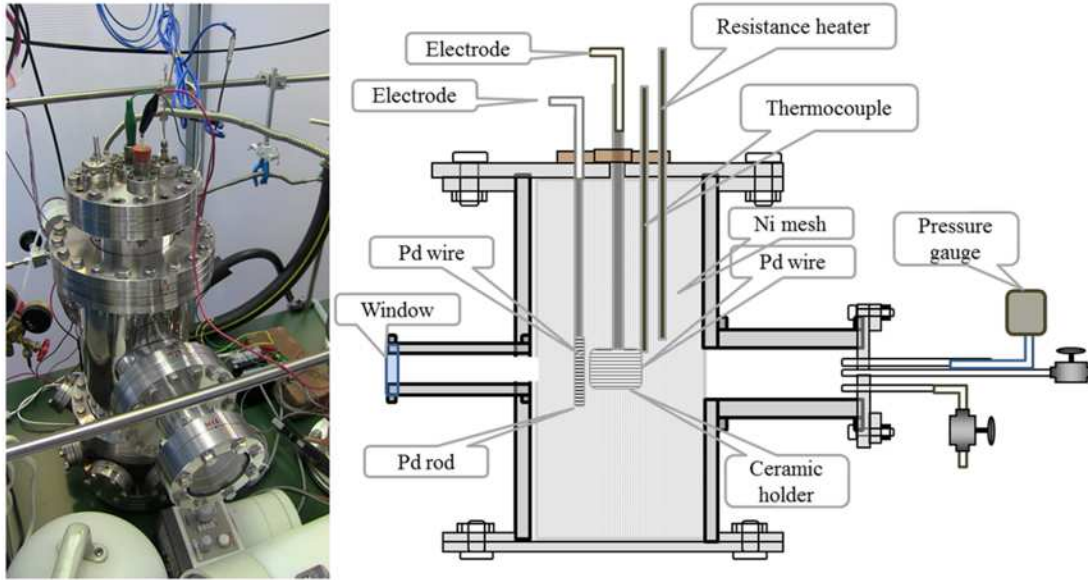 Resistance heater
Electrode
Thermocouple
Electrode
Ni mesh
Pressure
gauge
Pd wire
Pd wire
Window
Pd rod
Ceramic
holder